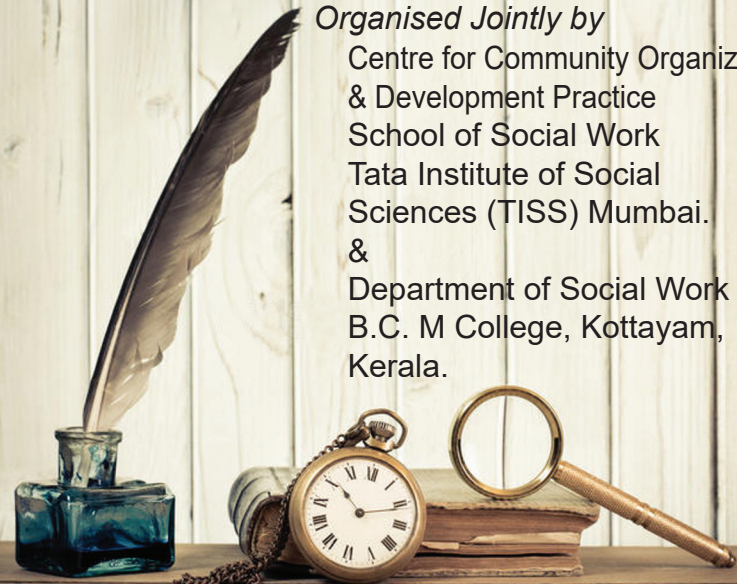 Organised Jointly by
Centre for Community Organiz
& Development Practice
School of Social Work
Tata Institute of Social
Sciences (TISS) Mumbai.
&
Department of Social Work
B.C. M College, Kottayam,
Kerala.